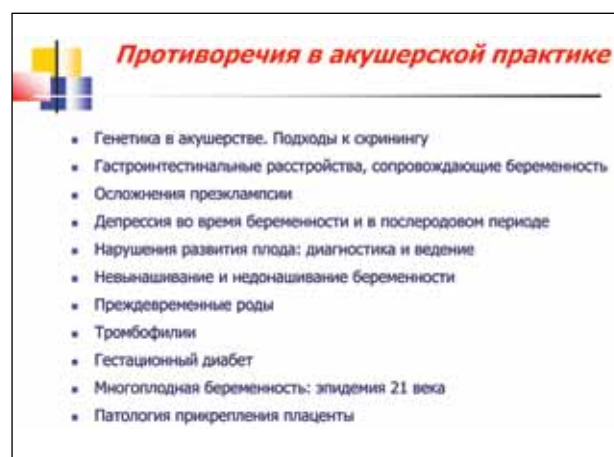 Противоречия в акушерской практике
Генетика в акушерстве. Подходы к скринингу
Гастроинтестинальные расстройства, сопровождающие беременность
Осложнения преэклампсии
Депрессия во время беременности и в послеродовом периоде
Нарушения развития плода: диагностика и ведение
Невынашивание и недонашивание беременности
Преждевременные роды
Тромбофилии
Гестационный диабет
Многоплодная беременность: эпидемия 21 века
Патология прикрепления плаценты